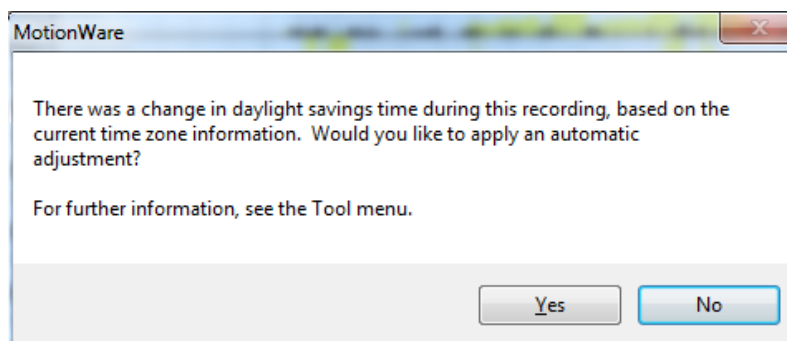 MotionWare
There was a change in daylight savings time during this recording, based on the
current time zone information.  Would you like to apply an automatic
adjustment?
For further information, see the Tool menu.
Yes
No